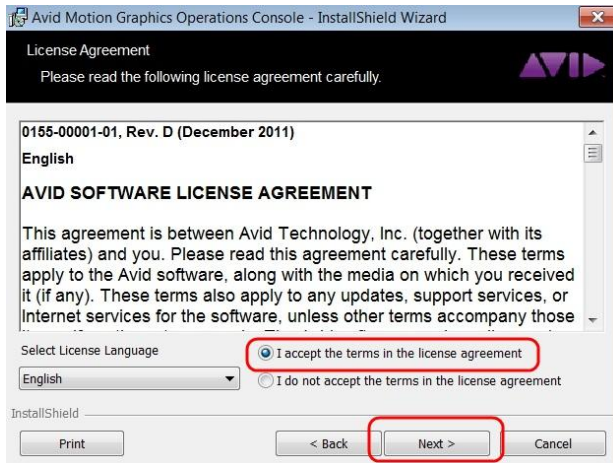 Avid Motion Graphics Operations Console - InstallShield Wizard
License Agreement
Please read the following license agreement carefully.
AVID
0155-00001-01, Rev. D (December 2011)
English
AVID SOFTWARE LICENSE AGREEMENT
This agreement is between Avid Technology, Inc. (together with its
affiliates) and you. Please read this agreement carefully. These terms
apply to the Avid software, along with the media on which you received
it (if any). These terms also apply to any updates, support services, or
Internet services for the software, unless other terms accompany those
Select License Language
I accept the terms in the license agreement
English
I do not accept the terms in the license agreement
InstallShield
Print
< Back
Next >
Cancel